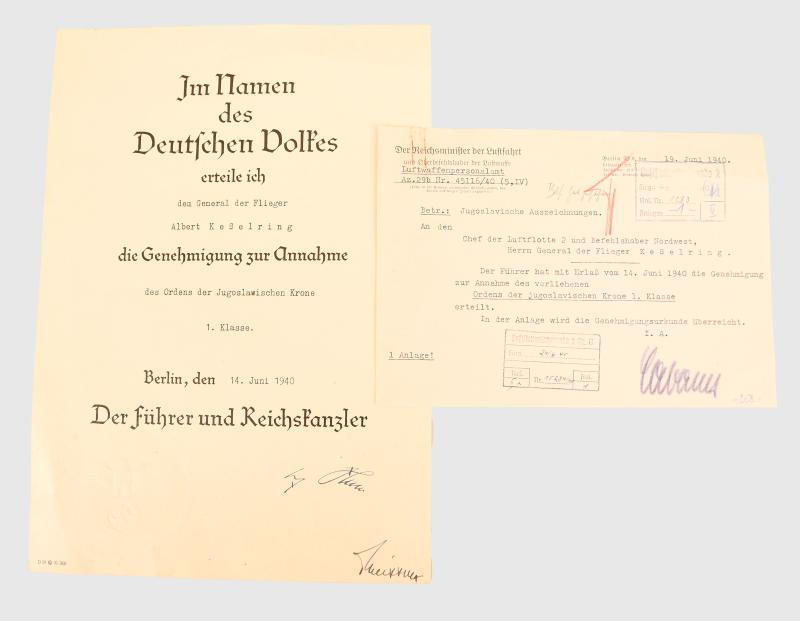 Im Namen
des
Deutschen Volkes
erteile ich
dem General der Flieger
Albert Keßelring
die Genehmigung zur Annahme
des Ordens der Jugoslawischen Krone
1. Klasse.
Berlin, den 14 Juni 1940
Der Führer und Reichskanzler
Der Reichsminister der Luftfahrt
und Oberbefehlshaber der Luftwaffe
Luftwaffenpersonalamt
Az.29b Nr. 45116/40 (5,IV)
Berlin 19. Juni 1940.
Betr.: Jugoslavische Auszeichnungen.
An den
Chef der Luftflotte 2 und Befehlshaber Nordwest,
Herrn General der Flieger Keßelring.
Der Führer hat mit Erlaß vom 14. Juni 1940 die Genehmigung
zur Annahme des verliehenen
Ordens der jugoslavischen Krone 1. Klasse
erteilt.
In der Anlage wird die Genehmigungsurkunde überreicht.
I. A.
1 Anlage!